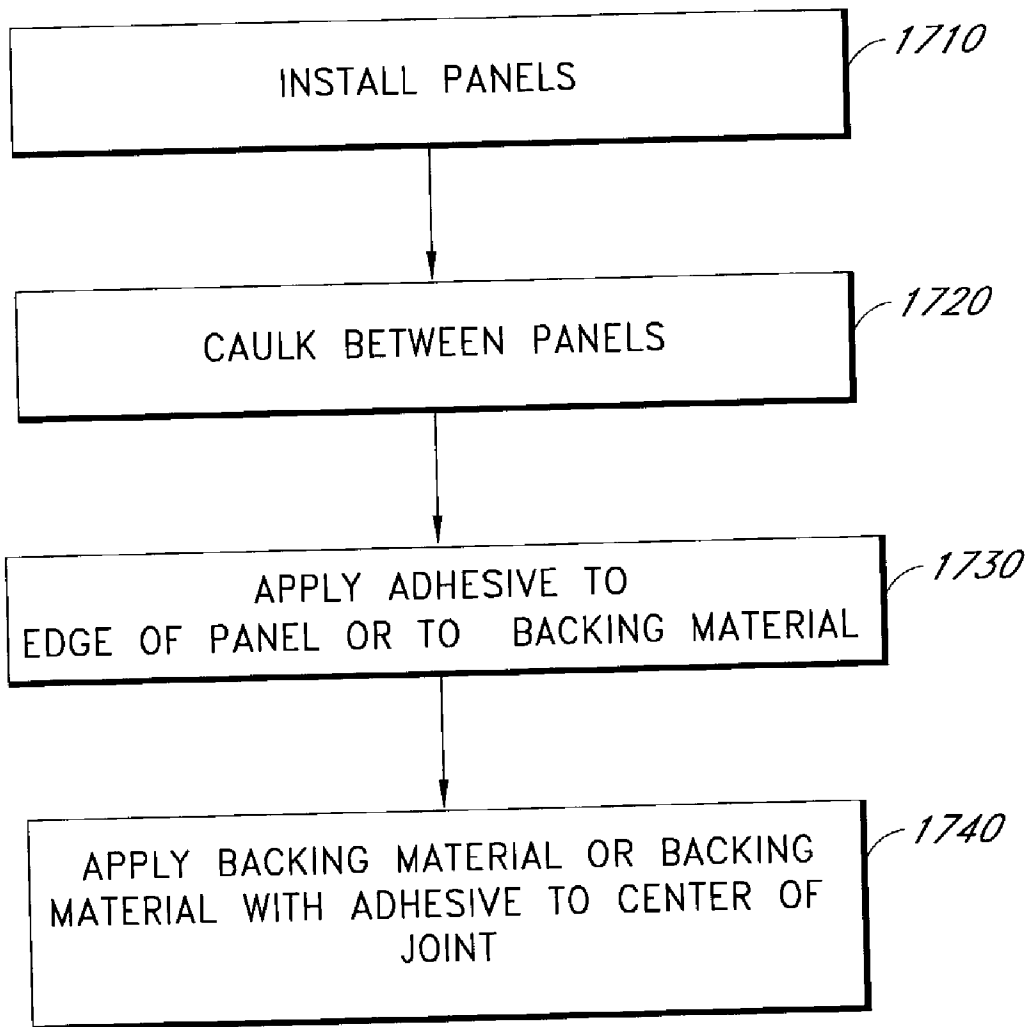 INSTALL PANELS
1710
CAULK BETWEEN PANELS
1720
APPLY ADHESIVE TO
EDGE OF PANEL OR TO BACKING MATERIAL
1730
APPLY BACKING MATERIAL OR BACKING
MATERIAL WITH ADHESIVE TO CENTER OF
JOINT
1740